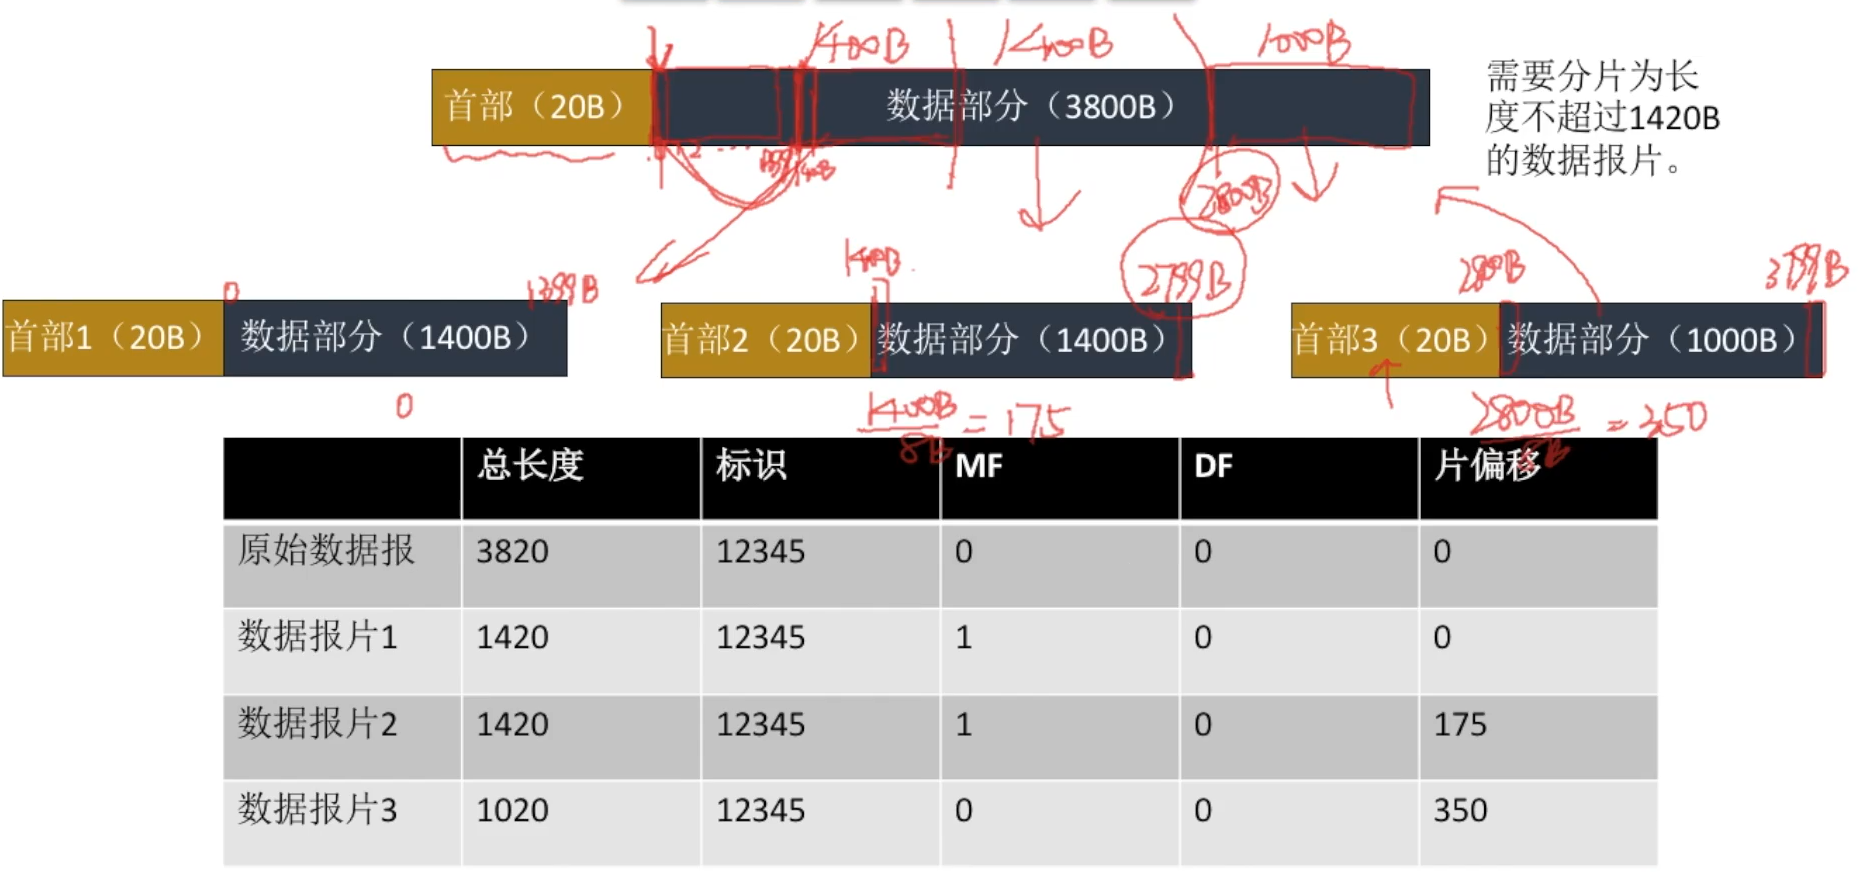 1400B 1400B 1000B
首部（20B） 数据部分（3800B）
需要分片为长
度不超过1420B
的数据报片。
2800B
0 1399B 1400B 2799B 2800B 3799B
首部1（20B） 数据部分（1400B） 首部2（20B） 数据部分（1400B） 首部3（20B） 数据部分（1000B）
0 1400B/8B = 175 2800B/8B = 350
总长度 标识 MF DF 片偏移
原始数据报 3820 12345 0 0 0
数据报片1 1420 12345 1 0 0
数据报片2 1420 12345 1 0 175
数据报片3 1020 12345 0 0 350